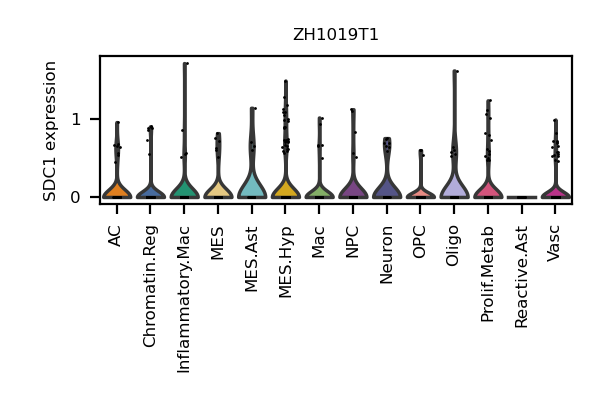 ZH1019T1
SDC1 expression
1
0
AC
Chromatin.Reg
Inflammatory.Mac
MES
MES.Ast
MES.Hyp
Mac
NPC
Neuron
OPC
Oligo
Prolif.Metab
Reactive.Ast
Vasc